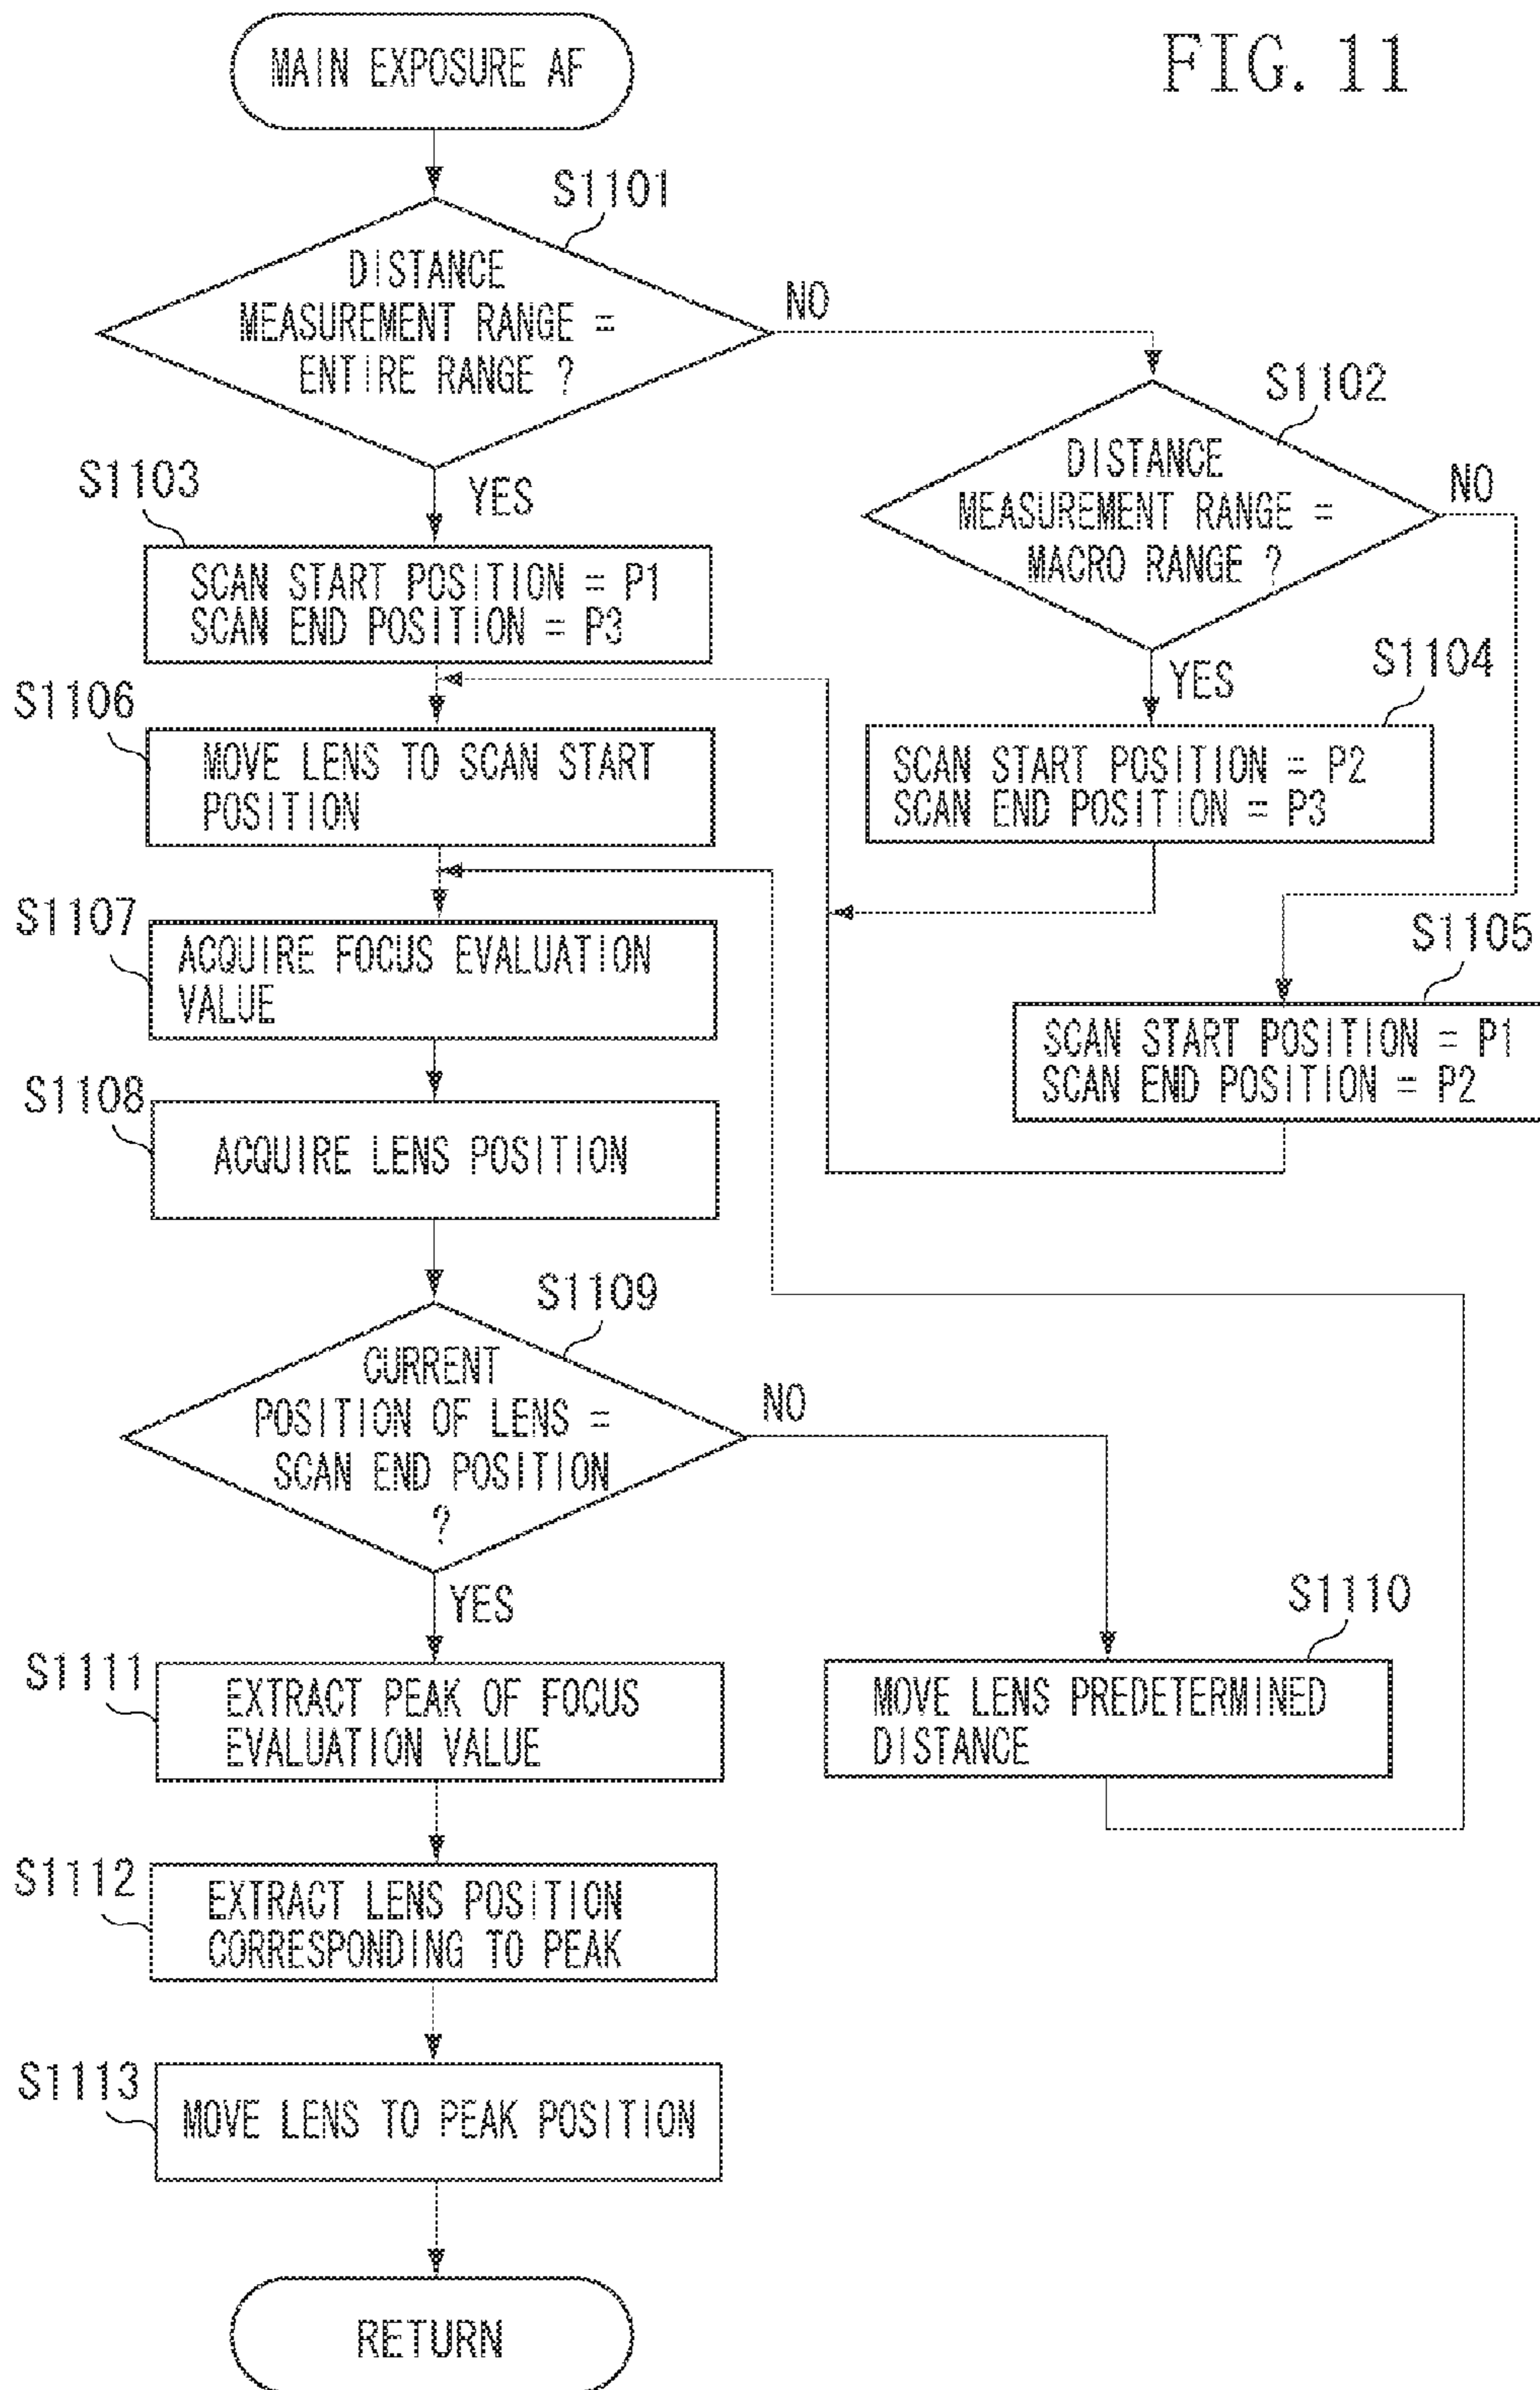 FIG. 11
MAIN EXPOSURE AF
S1101
DISTANCE
MEASUREMENT RANGE =
ENTIRE RANGE ?
NO
YES
S1102
DISTANCE
MEASUREMENT RANGE =
MACRO RANGE ?
NO
YES
S1103
SCAN START POSITION = P1
SCAN END POSITION = P3
S1104
SCAN START POSITION = P2
SCAN END POSITION = P3
S1105
SCAN START POSITION = P1
SCAN END POSITION = P2
S1106
MOVE LENS TO SCAN START
POSITION
S1107
ACQUIRE FOCUS EVALUATION
VALUE
S1108
ACQUIRE LENS POSITION
S1109
CURRENT
POSITION OF LENS =
SCAN END POSITION
?
NO
YES
S1110
MOVE LENS PREDETERMINED
DISTANCE
S1111
EXTRACT PEAK OF FOCUS
EVALUATION VALUE
S1112
EXTRACT LENS POSITION
CORRESPONDING TO PEAK
S1113
MOVE LENS TO PEAK POSITION
RETURN